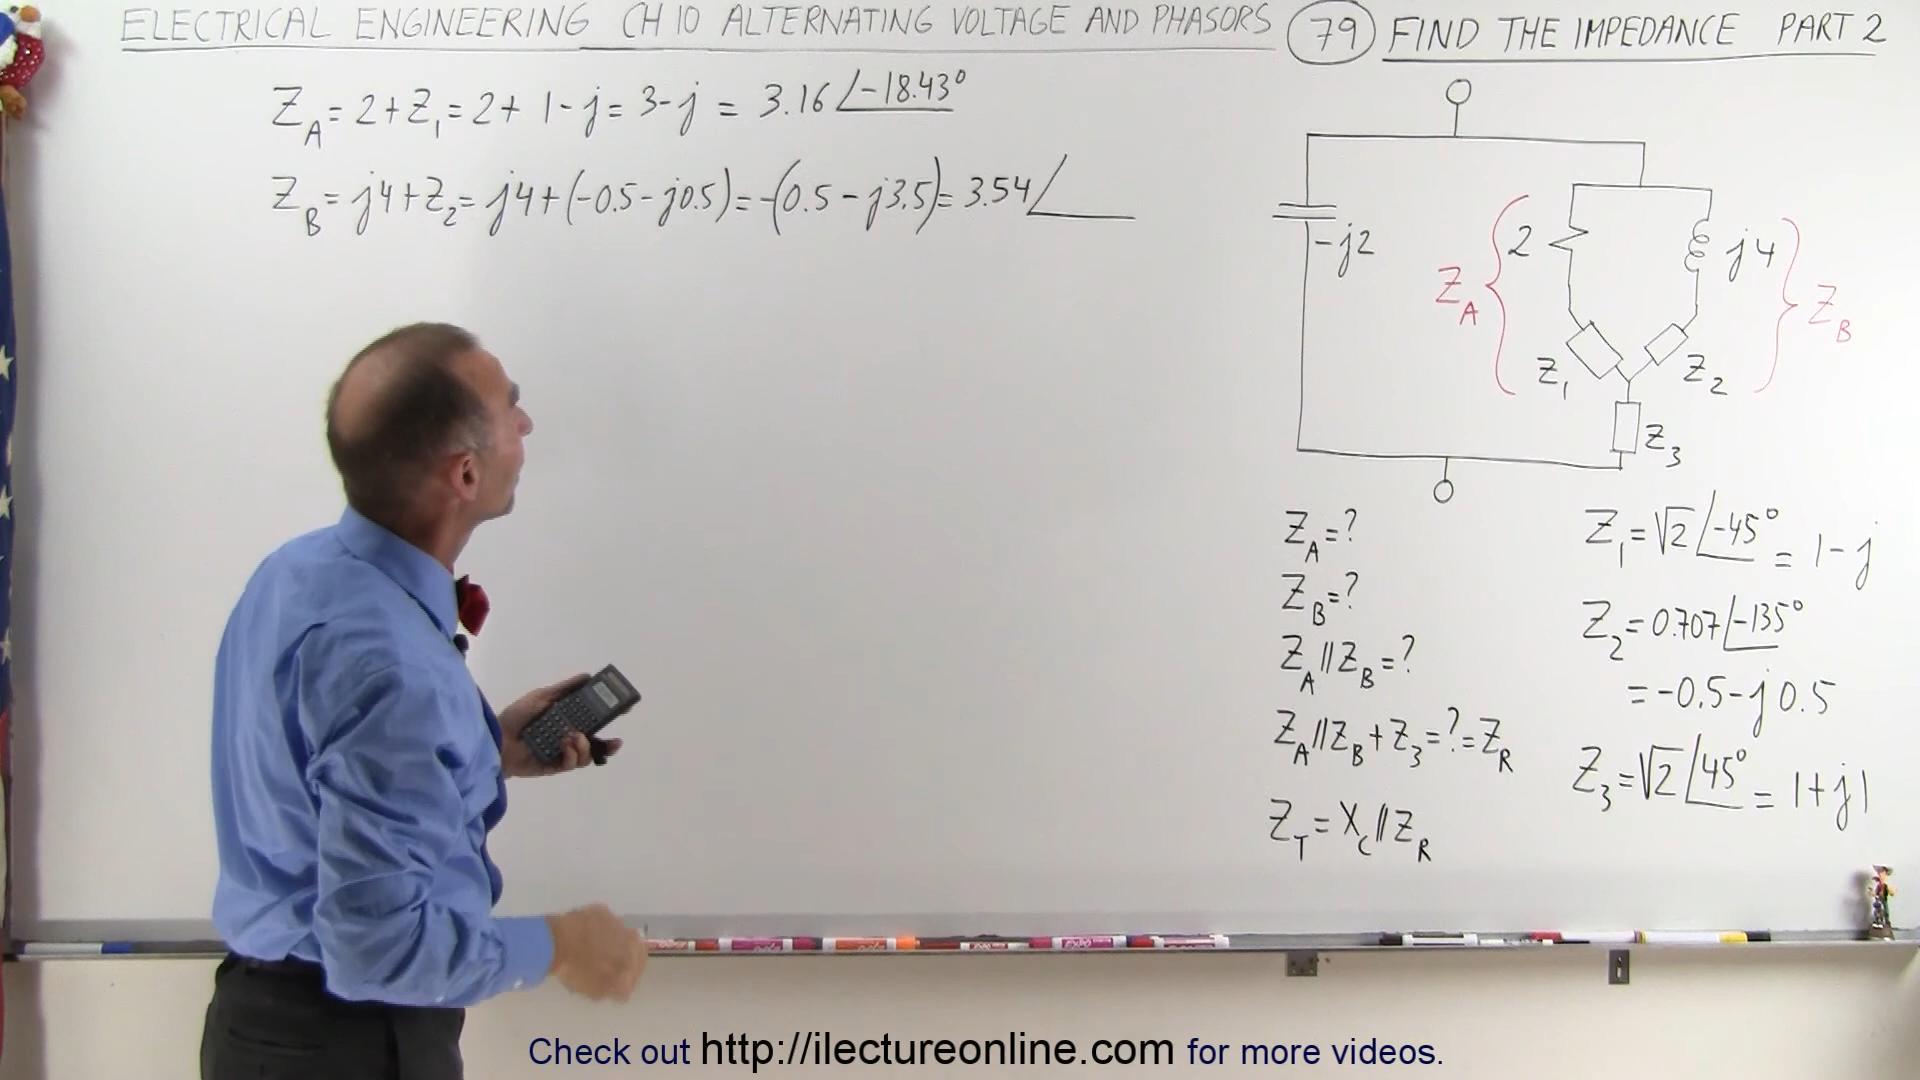 ELECTRICAL ENGINEERING CH 10 ALTERNATING VOLTAGE AND PHASORS 79 FIND THE IMPEDANCE PART 2
Z_A = 2 + Z_1 = 2 + 1 - j = 3 - j = 3.16 ∠-18.43°
Z_B = j4 + Z_2 = j4 + (-0.5 - j0.5) = -(0.5 - j3.5) = 3.54 ∠
-j2
2
j4
Z_A
Z_B
Z_1
Z_2
Z_3
Z_A = ?
Z_B = ?
Z_A // Z_B = ?
Z_A // Z_B + Z_3 = ? = Z_R
Z_T = X_C // Z_R
Z_1 = √2 ∠-45° = 1 - j
Z_2 = 0.707 ∠-135°
= -0.5 - j0.5
Z_3 = √2 ∠45° = 1 + j1
Check out http://ilectureonline.com for more videos.